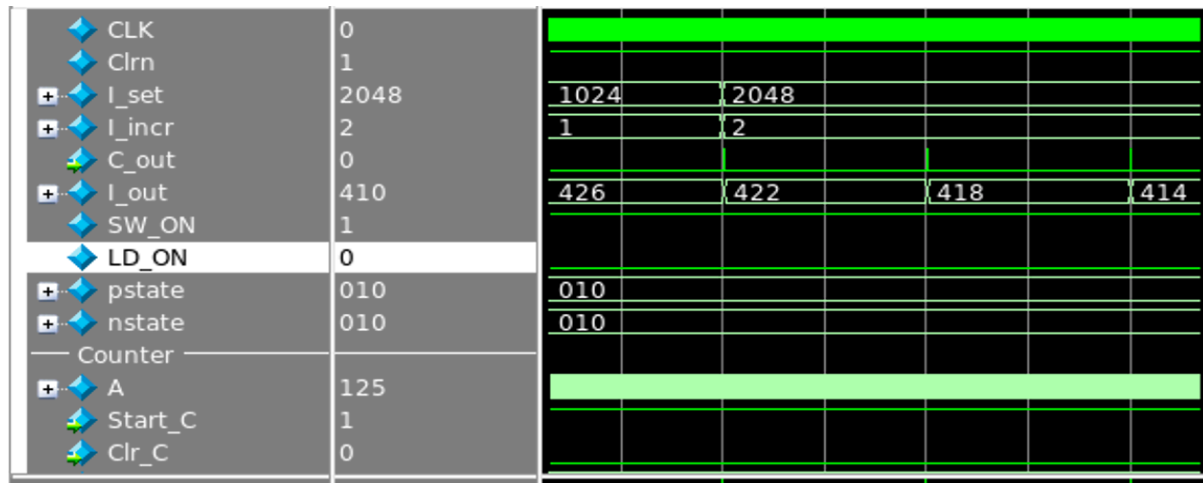 CLK 0
Clrn 1
I_set 2048 1024 2048
I_incr 2 1 2
C_out 0
I_out 410 426 422 418 414
SW_ON 1
LD_ON 0
pstate 010 010
nstate 010 010
Counter
A 125
Start_C 1
Clr_C 0